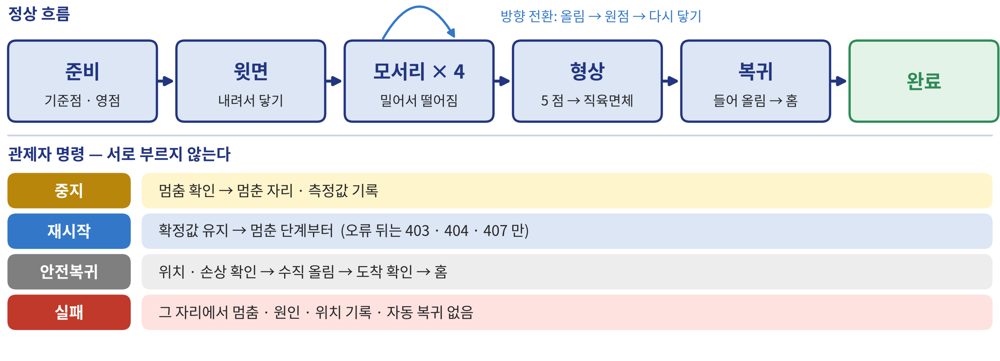 정상 흐름
방향 전환: 올림 → 원점 → 다시 닿기
준비
기준점 · 영점
윗면
내려서 닿기
모서리 × 4
밀어서 떨어짐
형상
5 점 → 직육면체
복귀
들어 올림 → 홈
완료
관제자 명령 — 서로 부르지 않는다
중지
멈춤 확인 → 멈춘 자리 · 측정값 기록
재시작
확정값 유지 → 멈춘 단계부터 (오류 뒤는 403 · 404 · 407 만)
안전복귀
위치 · 손상 확인 → 수직 올림 → 도착 확인 → 홈
실패
그 자리에서 멈춤 · 원인 · 위치 기록 · 자동 복귀 없음